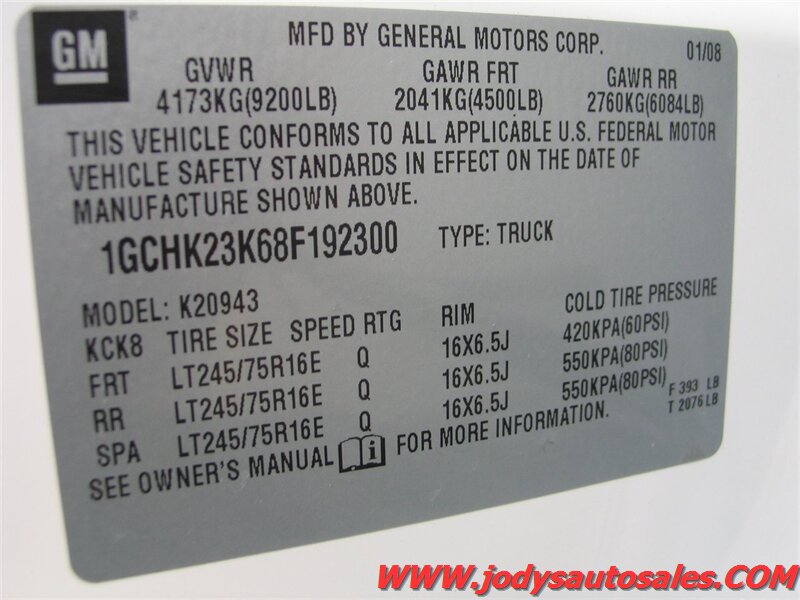 GM
MFD BY GENERAL MOTORS CORP. 01/08
GVWR GAWR FRT GAWR RR
4173KG(9200LB) 2041KG(4500LB) 2760KG(6084LB)
THIS VEHICLE CONFORMS TO ALL APPLICABLE U.S. FEDERAL MOTOR
VEHICLE SAFETY STANDARDS IN EFFECT ON THE DATE OF
MANUFACTURE SHOWN ABOVE.
1GCHK23K68F192300 TYPE: TRUCK
MODEL: K20943
KCK8 TIRE SIZE SPEED RTG RIM COLD TIRE PRESSURE
FRT LT245/75R16E Q 16X6.5J 420KPA(60PSI)
RR LT245/75R16E Q 16X6.5J 550KPA(80PSI)
SPA LT245/75R16E Q 16X6.5J 550KPA(80PSI)
F 393 LB
T 2076 LB
SEE OWNER'S MANUAL i FOR MORE INFORMATION.
www.jodysautosales.com